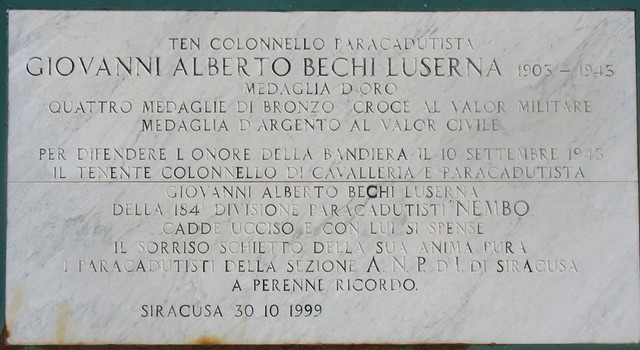 TEN COLONNELLO PARACADUTISTA
GIOVANNI ALBERTO BECHI LUSERNA 1903 - 1943
MEDAGLIA D'ORO
QUATTRO MEDAGLIE DI BRONZO CROCE AL VALOR MILITARE
MEDAGLIA D'ARGENTO AL VALOR CIVILE
PER DIFENDERE L'ONORE DELLA BANDIERA IL 10 SETTEMBRE 1943
IL TENENTE COLONNELLO DI CAVALLERIA E PARACADUTISTA
GIOVANNI ALBERTO BECHI LUSERNA
DELLA 184ª DIVISIONE PARACADUTISTI "NEMBO"
CADDE UCCISO E CON LUI SI SPENSE
IL SORRISO SCHIETTO DELLA SUA ANIMA PURA
I PARACADUTISTI DELLA SEZIONE A.N.P.D'I. DI SIRACUSA
A PERENNE RICORDO.
SIRACUSA 30 10 1999